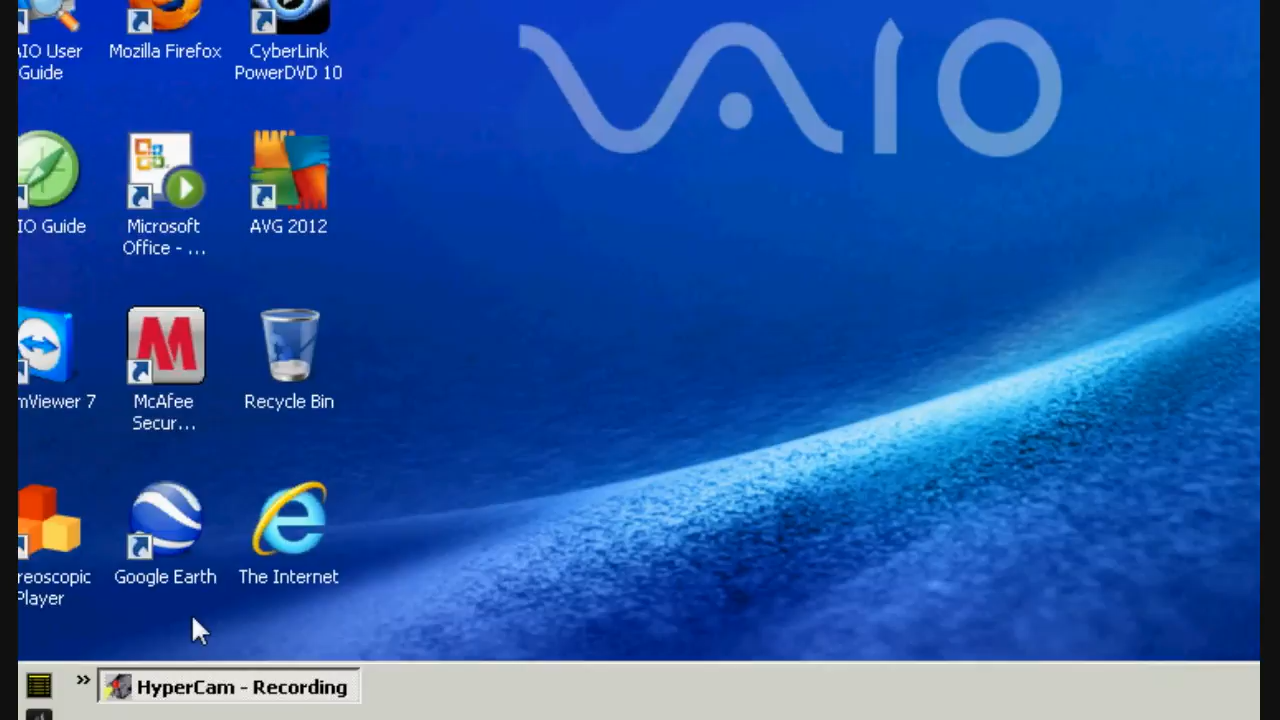 VAIO
AIO User
Guide
Mozilla Firefox
CyberLink
PowerDVD 10
IO Guide
Microsoft
Office - ...
AVG 2012
mViewer 7
McAfee
Secur...
Recycle Bin
reoscopic
Player
Google Earth
The Internet
»
HyperCam - Recording